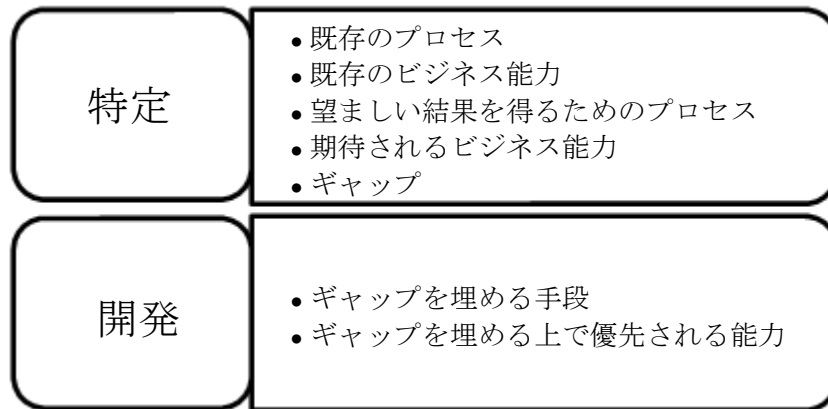 特定
• 既存のプロセス
• 既存のビジネス能力
• 望ましい結果を得るためのプロセス
• 期待されるビジネス能力
• ギャップ
開発
• ギャップを埋める手段
• ギャップを埋める上で優先される能力